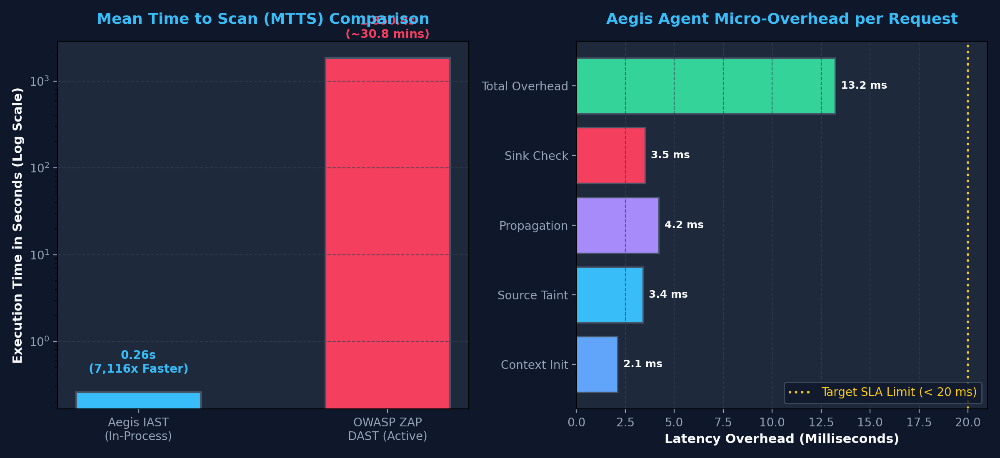 Mean Time to Scan (MTTS) Comparison
(~30.8 mins)
Execution Time in Seconds (Log Scale)
10³
10²
10¹
10⁰
0.26s
(7,116x Faster)
Aegis IAST
(In-Process)
OWASP ZAP
DAST (Active)
Aegis Agent Micro-Overhead per Request
Total Overhead
13.2 ms
Sink Check
3.5 ms
Propagation
4.2 ms
Source Taint
3.4 ms
Context Init
2.1 ms
Target SLA Limit (< 20 ms)
0.0 2.5 5.0 7.5 10.0 12.5 15.0 17.5 20.0
Latency Overhead (Milliseconds)